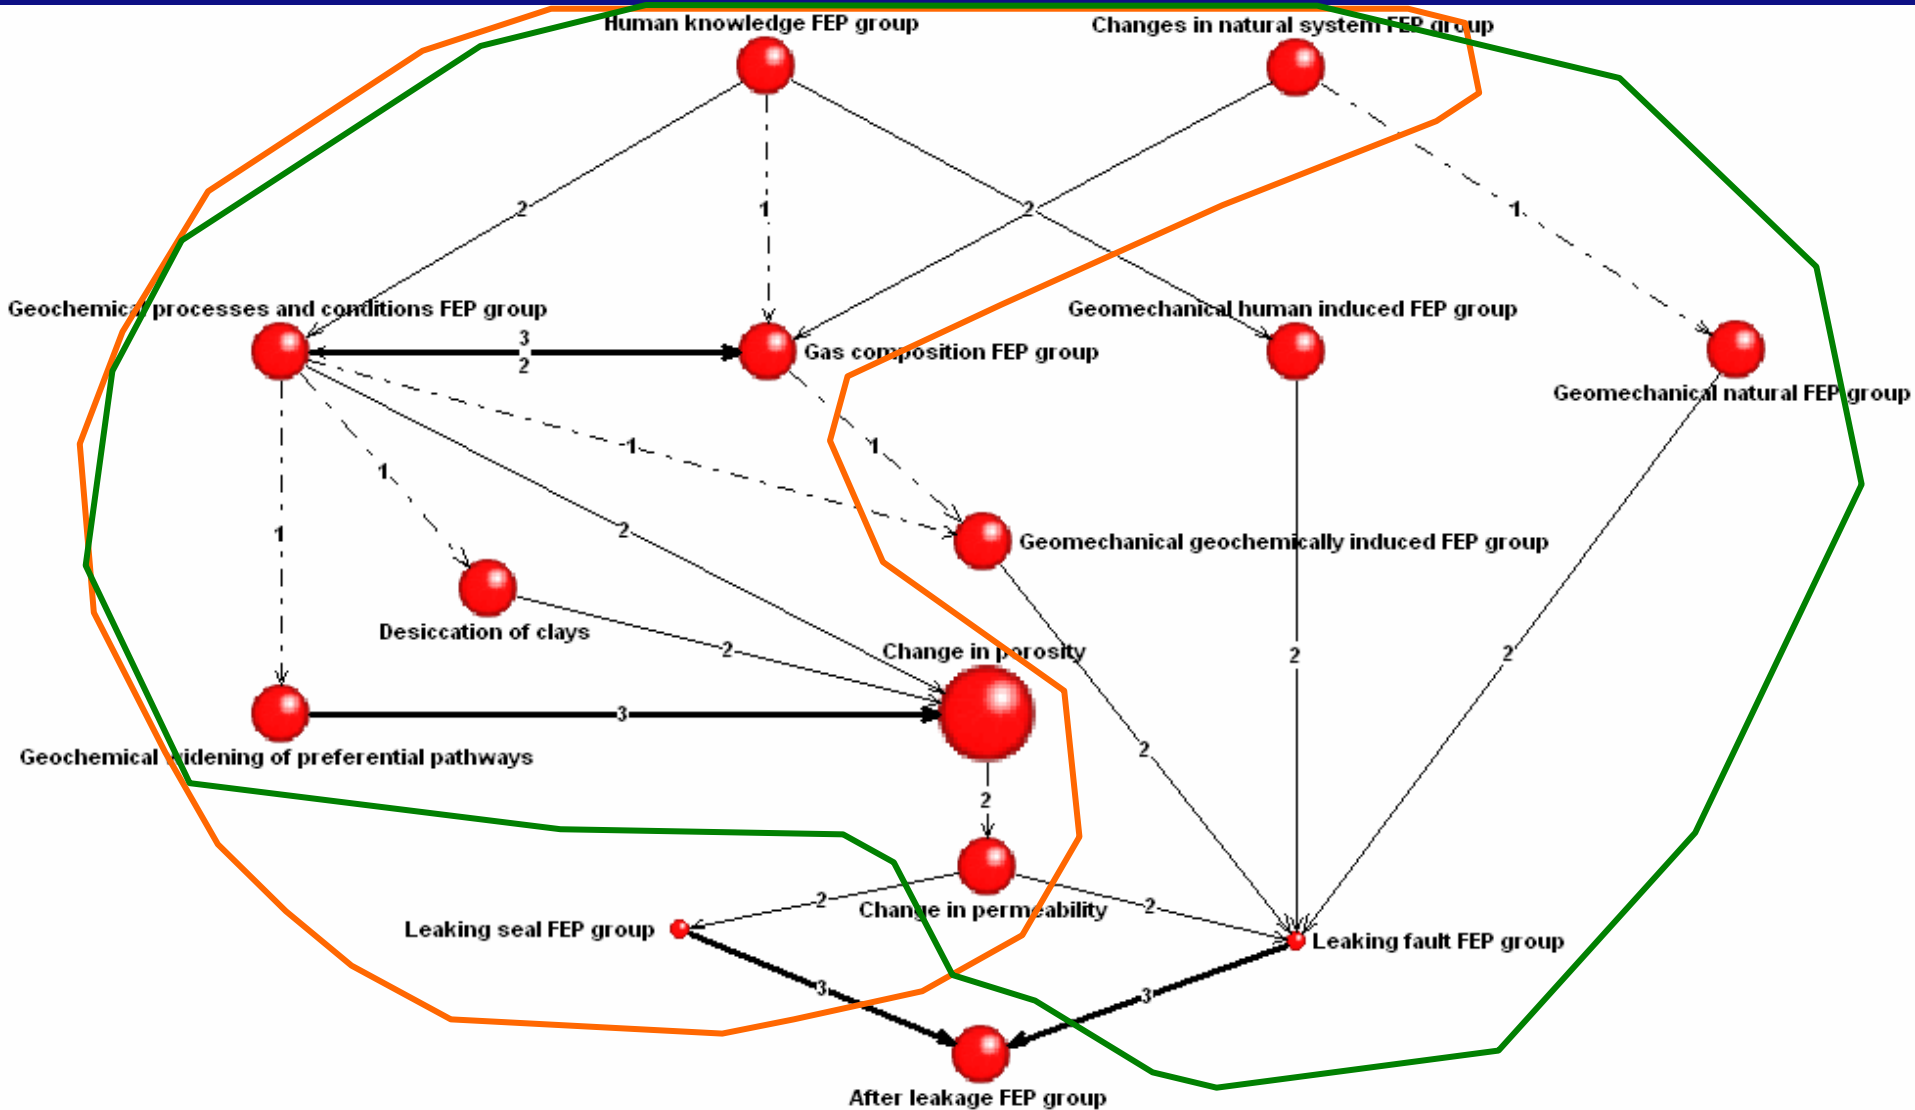 Human knowledge FEP group
Changes in natural system FEP group
2
1
2
1
Geochemical processes and conditions FEP group
Geomechanical human induced FEP group
3
2
Gas composition FEP group
Geomechanical natural FEP group
1
1
1
2
1
Geomechanical geochemically induced FEP group
Desiccation of clays
2
Change in porosity
2
2
3
Geochemical widening of preferential pathways
2
2
2
Change in permeability
2
Leaking seal FEP group
Leaking fault FEP group
3
3
After leakage FEP group